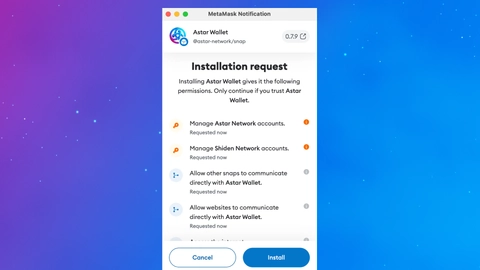 MetaMask Notification
Astar Wallet
@astar-network/snap
0.7.9
Installation request
Installing Astar Wallet gives it the following
permissions. Only continue if you trust Astar
Wallet.
Manage Astar Network accounts.
Requested now
Manage Shiden Network accounts.
Requested now
Allow other snaps to communicate
directly with Astar Wallet.
Requested now
Allow websites to communicate
directly with Astar Wallet.
Requested now
Cancel
Install